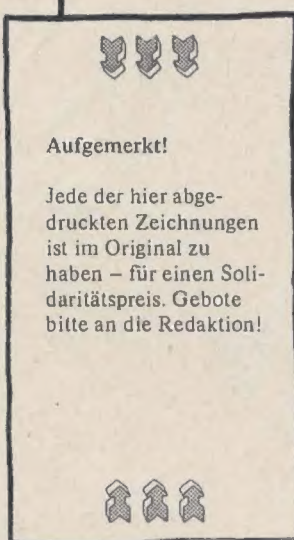 Aufgemerkt!
Jede der hier abge-
druckten Zeichnungen
ist im Original zu
haben – für einen Soli-
daritätspreis. Gebote
bitte an die Redaktion!